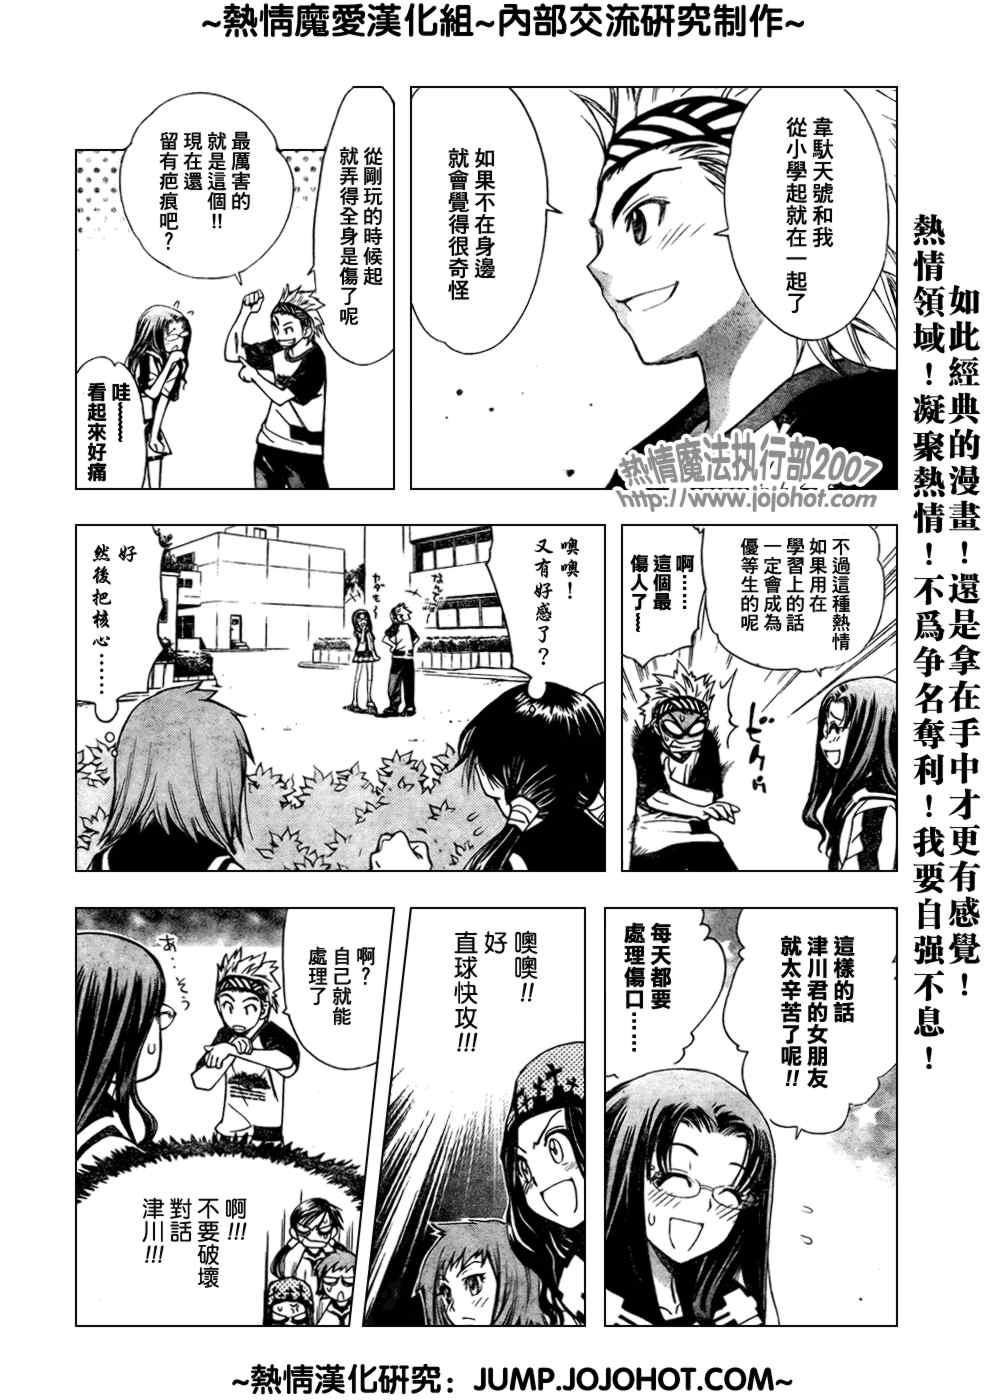 ~熱情魔愛漢化組~內部交流研究制作~
韋馱天號和我
從小學起就在一起了
如果不在身邊
就會覺得很奇怪
從剛玩的時候起
就弄得全身是傷了呢
最厲害的
就是這個!!
現在還
留有疤痕吧?
哇~~~
看起來好痛
熱情魔法执行部2007
http://www.jojohot.com
不過這種熱情
如果用在
學習上的話
一定會成為
優等生的呢
啊……
這個最
傷人了~~
ビクッ
噢噢!
又有好感了?
好
然後把核心……
這樣的話
津川君的女朋友
就太辛苦了呢!!
每天都要
處理傷口……
噢噢!!
好
直球快攻!!!
啊?
自己就能
處理了
あ…
そう
啊!!!
不要破壞
對話
津川!!!
如此經典的漫畫!還是拿在手中才更有感覺!
熱情領域!凝聚熱情!不爲争名奪利!我要自强不息!
~熱情漢化研究：JUMP.JOJOHOT.COM~